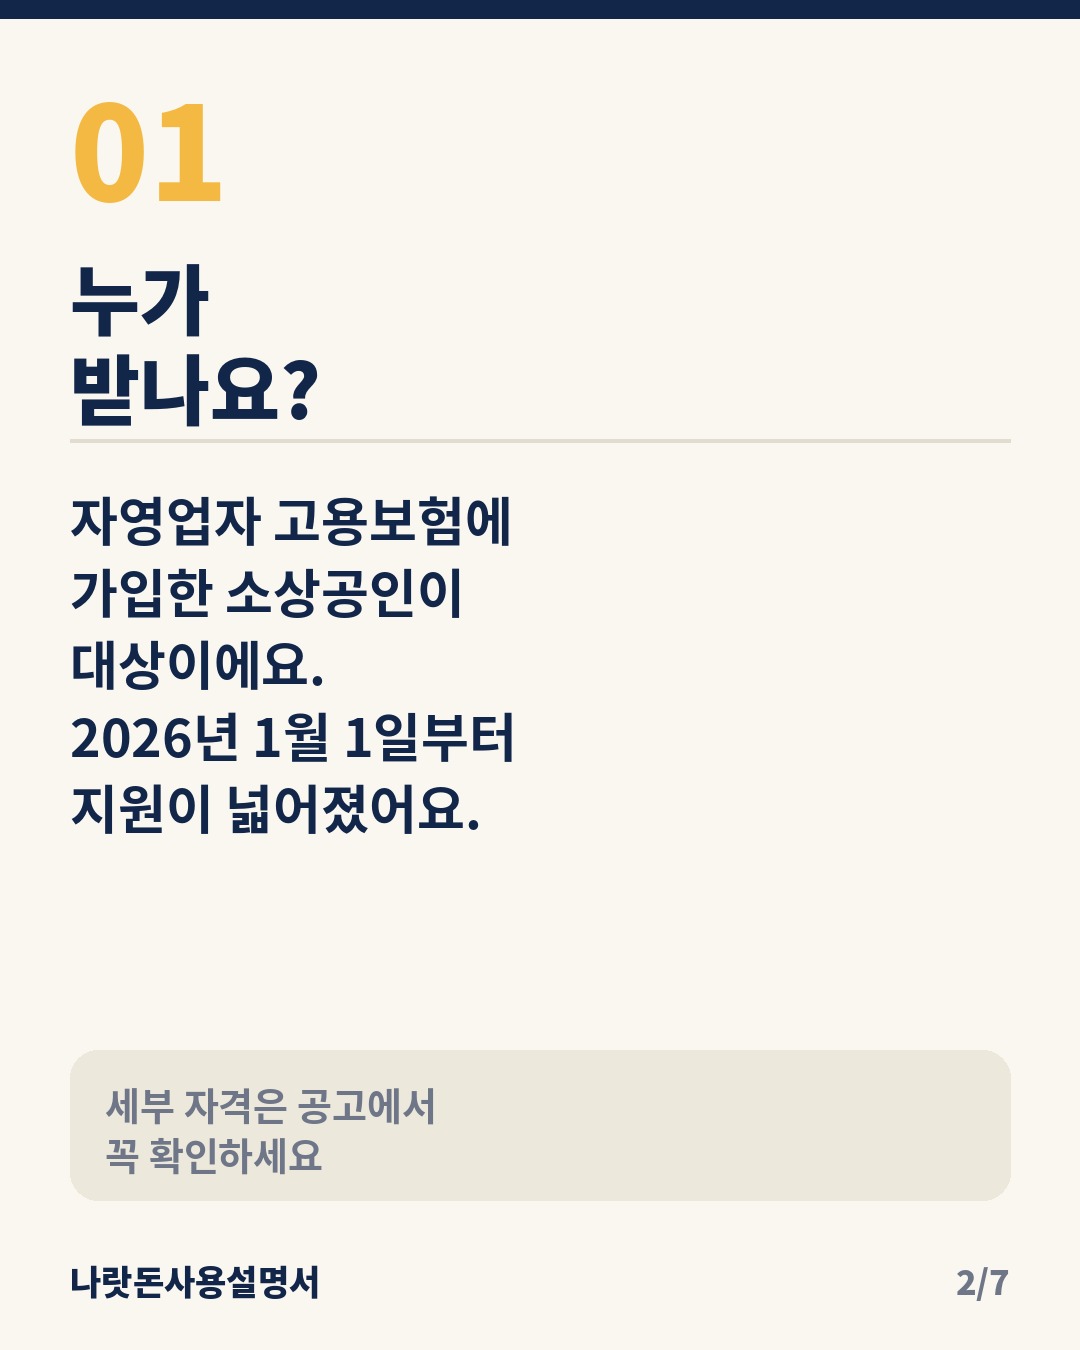 01
누가
받나요?
자영업자 고용보험에
가입한 소상공인이
대상이에요.
2026년 1월 1일부터
지원이 넓어졌어요.
세부 자격은 공고에서
꼭 확인하세요
나랏돈사용설명서
2/7